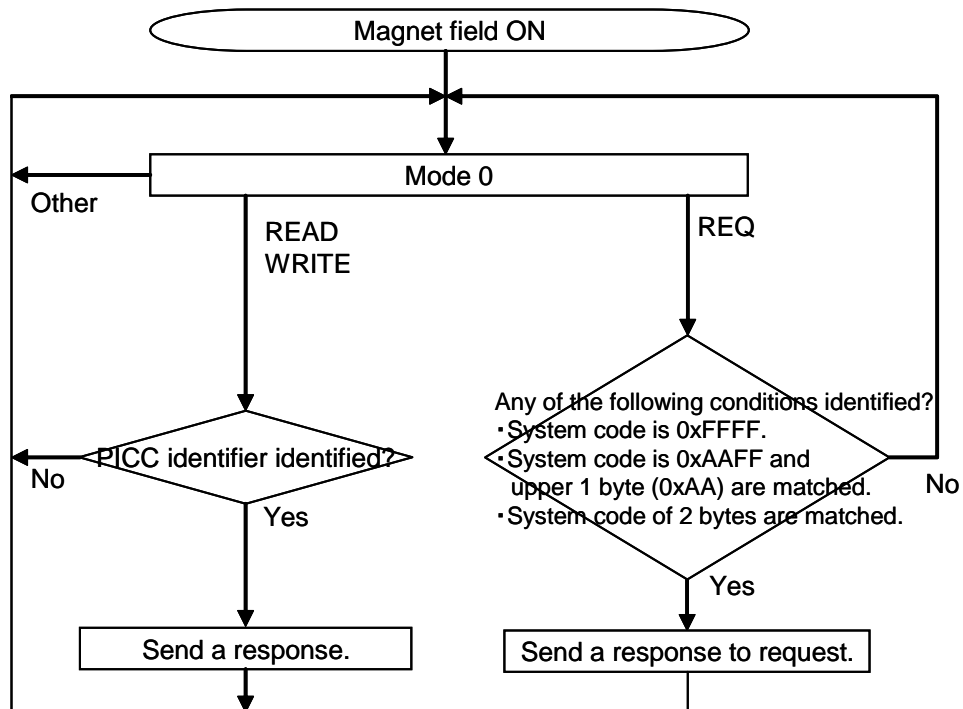 Magnet field ON
Mode 0
Other
READ
WRITE
REQ
Any of the following conditions identified?
・System code is 0xFFFF.
・System code is 0xAAFF and
upper 1 byte (0xAA) are matched.
・System code of 2 bytes are matched.
PICC identifier identified?
No
No
Yes
Yes
Send a response.
Send a response to request.